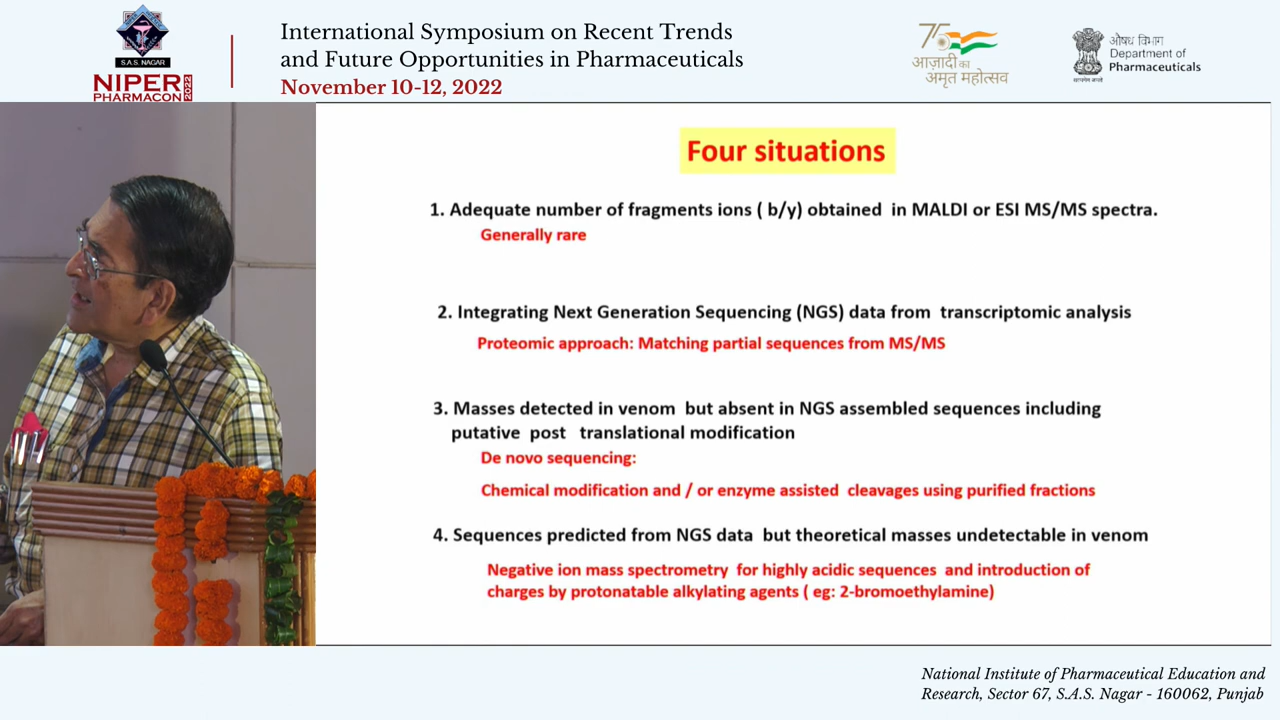 S.A.S. NAGAR
NIPER
PHARMACON 2022
International Symposium on Recent Trends
and Future Opportunities in Pharmaceuticals
November 10-12, 2022
75
आज़ादी का
अमृत महोत्सव
औषध विभाग
Department of
Pharmaceuticals
सत्यमेव जयते
Four situations
1. Adequate number of fragments ions ( b/y) obtained in MALDI or ESI MS/MS spectra.
Generally rare
2. Integrating Next Generation Sequencing (NGS) data from transcriptomic analysis
Proteomic approach: Matching partial sequences from MS/MS
3. Masses detected in venom but absent in NGS assembled sequences including
putative post translational modification
De novo sequencing:
Chemical modification and / or enzyme assisted cleavages using purified fractions
4. Sequences predicted from NGS data but theoretical masses undetectable in venom
Negative ion mass spectrometry for highly acidic sequences and introduction of
charges by protonatable alkylating agents ( eg: 2-bromoethylamine)
National Institute of Pharmaceutical Education and
Research, Sector 67, S.A.S. Nagar - 160062, Punjab